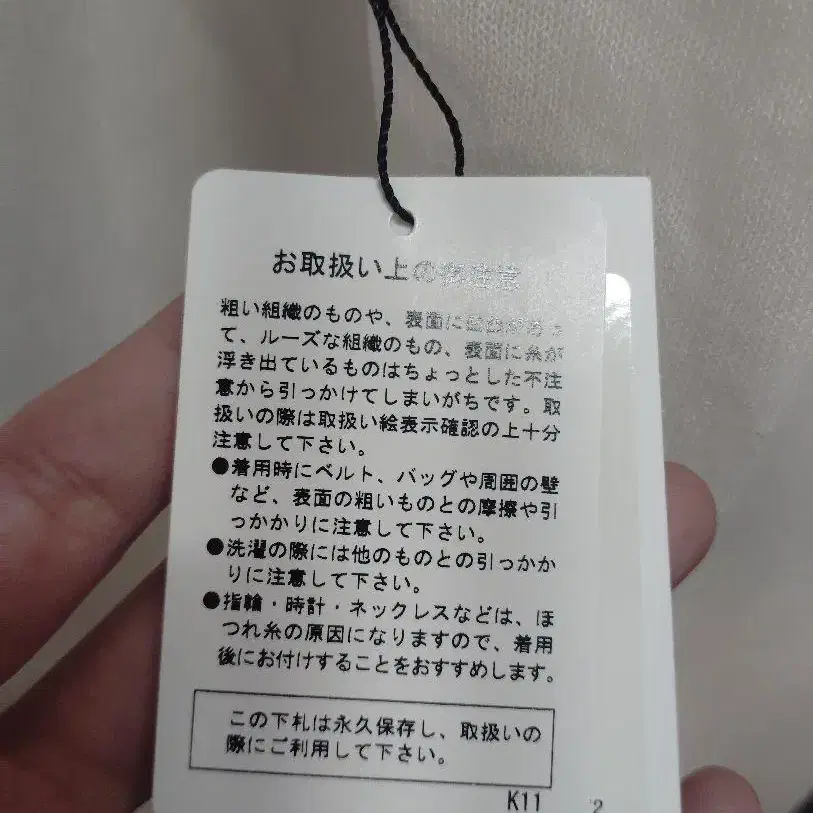 お取扱い上の御注意
粗い組織のものや、表面に
て、ルーズな組織のもの、表面に糸が
浮き出ているものはちょっとした不注
意から引っかけてしまいがちです。取
扱いの際は取扱い絵表示確認の上十分
注意して下さい。
●着用時にベルト、バッグや周囲の壁
など、表面の粗いものとの摩擦や引
っかかりに注意して下さい。
●洗濯の際には他のものとの引っかか
りに注意して下さい。
●指輪・時計・ネックレスなどは、ほ
つれ糸の原因になりますので、着用
後にお付けすることをおすすめします。
この下札は永久保存し、取扱いの
際にご利用して下さい。
K11
2